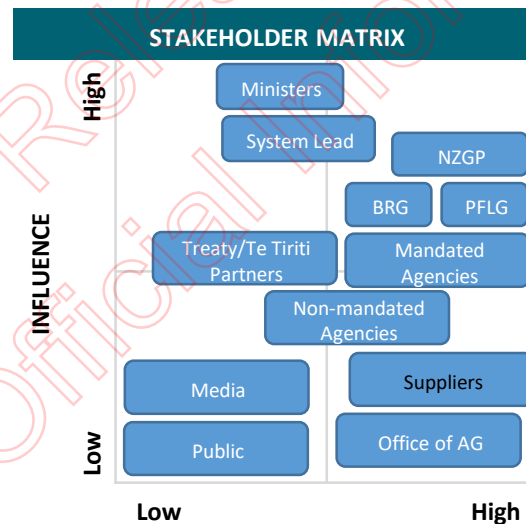 STAKEHOLDER MATRIX
High
Ministers
System Lead
NZGP
BRG
PFLG
INFLUENCE
Treaty/Te Tiriti
Partners
Mandated
Agencies
Non-mandated
Agencies
Media
Suppliers
Public
Office of AG
Low
Low
High